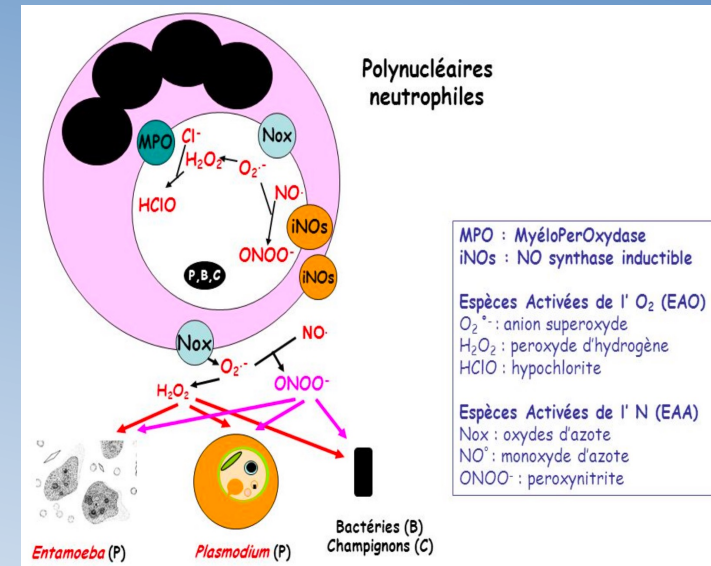 Polynucléaires
neutrophiles
MPO
Cl-
Nox
H₂O₂
O₂·-
HClO
NO·
iNOs
ONOO-
P,B,C
iNOs
Nox
NO·
O₂·-
H₂O₂
ONOO-
Entamoeba (P)
Plasmodium (P)
Bactéries (B)
Champignons (C)
MPO : MyéloPerOxydase
iNOs : NO synthase inductible
Espèces Activées de l' O₂ (EAO)
O₂°- : anion superoxyde
H₂O₂ : peroxyde d'hydrogène
HClO : hypochlorite
Espèces Activées de l' N (EAA)
Nox : oxydes d'azote
NO° : monoxyde d'azote
ONOO- : peroxynitrite